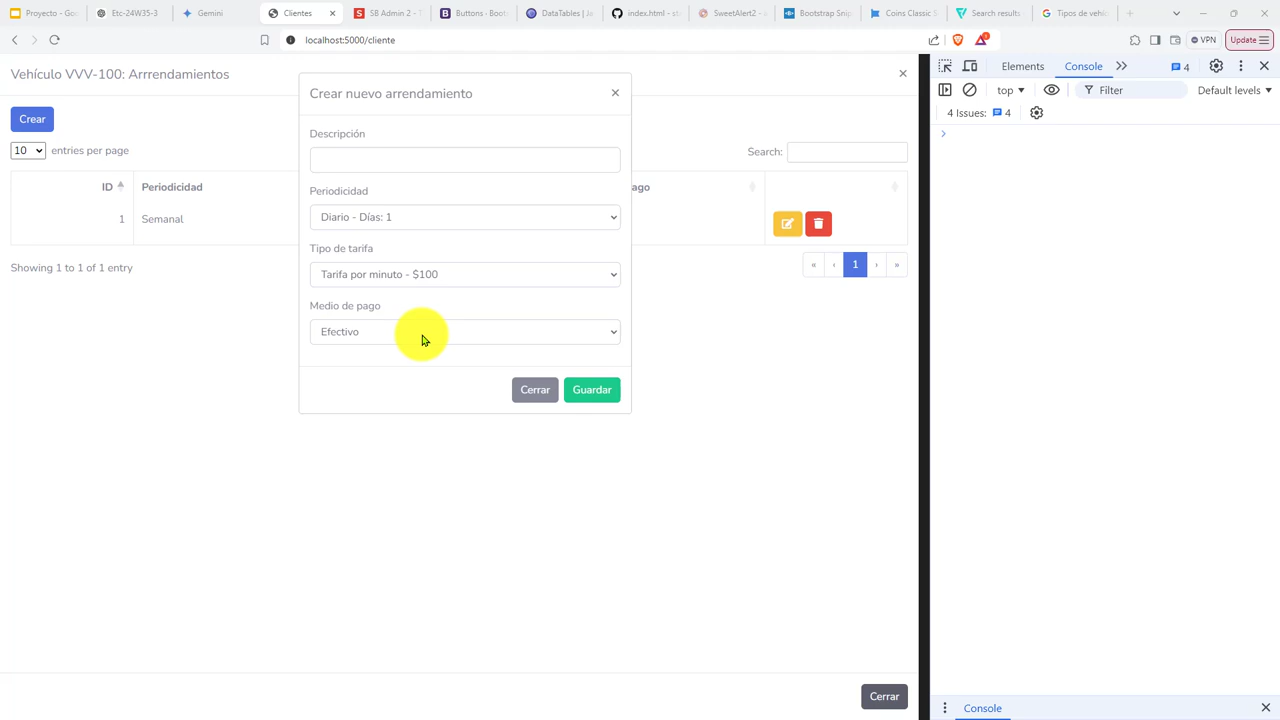 Proyecto - Goo
Etc-24W35-3
Gemini
Clientes
SB Admin 2 - T
Buttons - Boot
DataTables | Ja
index.html - st
SweetAlert2 - a
Bootstrap Snip
Coins Classic S
Search results
Tipos de vehíc
localhost:5000/cliente
VPN
Update
Vehículo VVV-100: Arrrendamientos
Crear
10 entries per page
Search:
ID
Periodicidad
ago
1
Semanal
Showing 1 to 1 of 1 entry
« ‹ 1 › »
Crear nuevo arrendamiento
Descripción
Periodicidad
Diario - Días: 1
Tipo de tarifa
Tarifa por minuto - $100
Medio de pago
Efectivo
Cerrar
Guardar
Cerrar
Elements
Console
4
top
Filter
Default levels
4 Issues: 4
Console